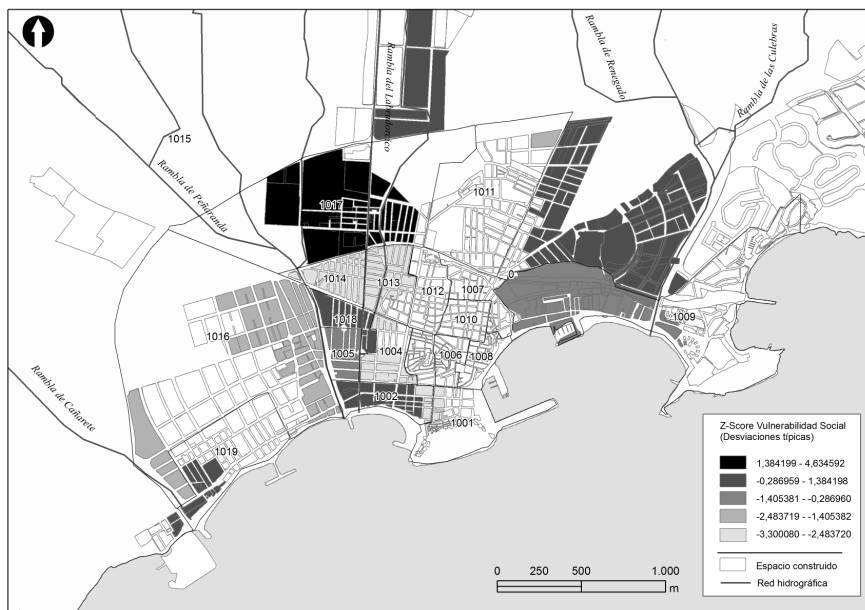 Rambla de Renegado
Rambla de las Culebras
Rambla del Labradorcico
1015
Rambla de Peñaranda
1011
1017
0
1014
1013
1012
1007
1016
1018
1010
1009
1005
1004
1006
1008
Rambla de Cañarete
1002
1001
1019
Z-Score Vulnerabilidad Social
(Desviaciones típicas)
1,384199 - 4,634592
-0,286959 - 1,384198
-1,405381 - -0,286960
-2,483719 - -1,405382
-3,300080 - -2,483720
Espacio construido
Red hidrográfica
0 250 500 1.000
m